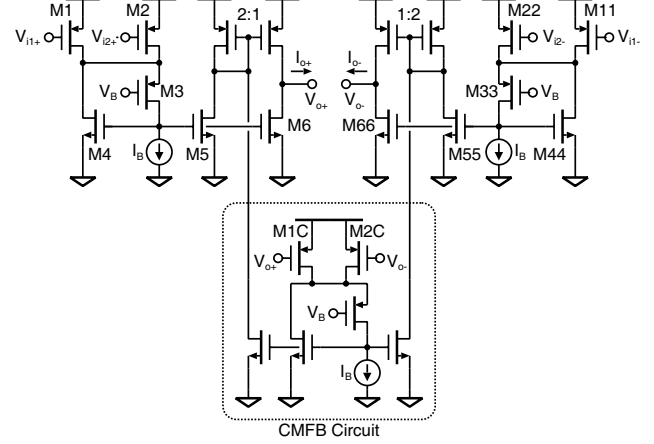 M1 M2 2:1 1:2 M22 M11
Vi1+ Vi2+ Io+ Io- Vi2- Vi1-
VB M3 Vo+ Vo- M33 VB
M4 IB M5 M6 M66 M55 IB M44
M1C M2C
Vo+ Vo-
VB
IB
CMFB Circuit